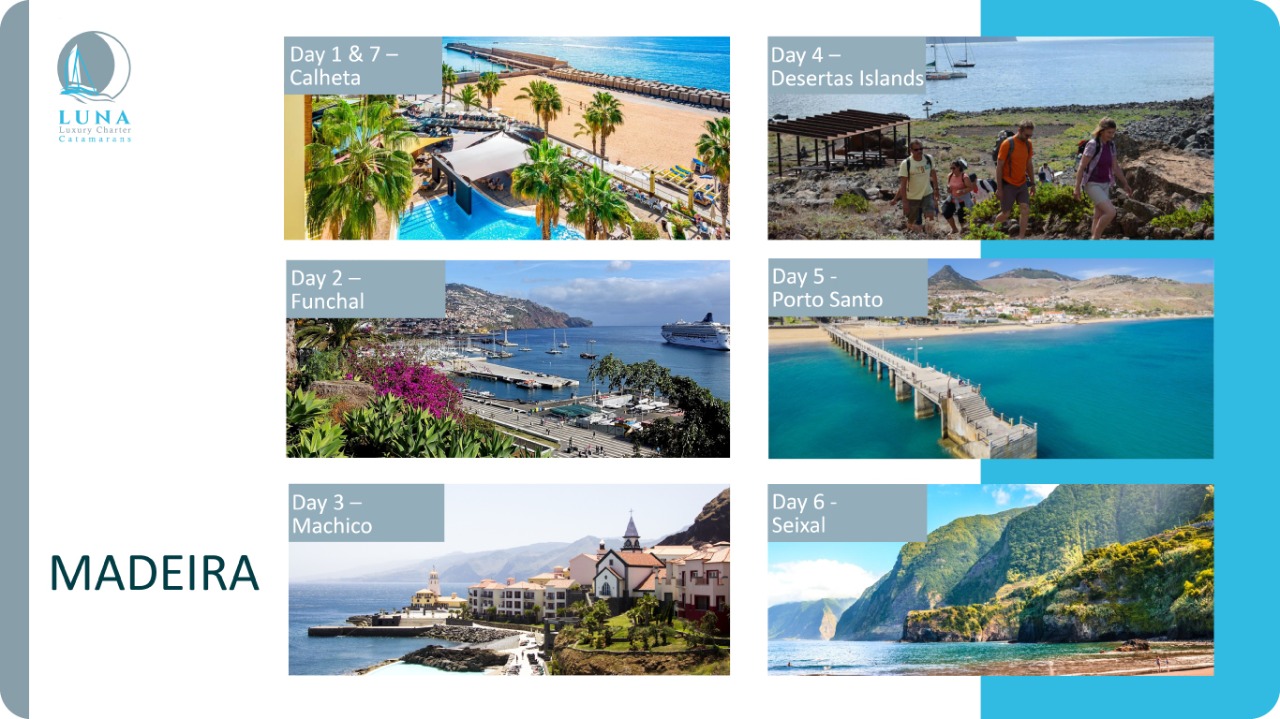 LUNA
Luxury Charter
Catamarans
MADEIRA
Day 1 & 7 –
Calheta
Day 2 –
Funchal
Day 3 –
Machico
Day 4 –
Desertas Islands
Day 5 -
Porto Santo
Day 6 -
Seixal